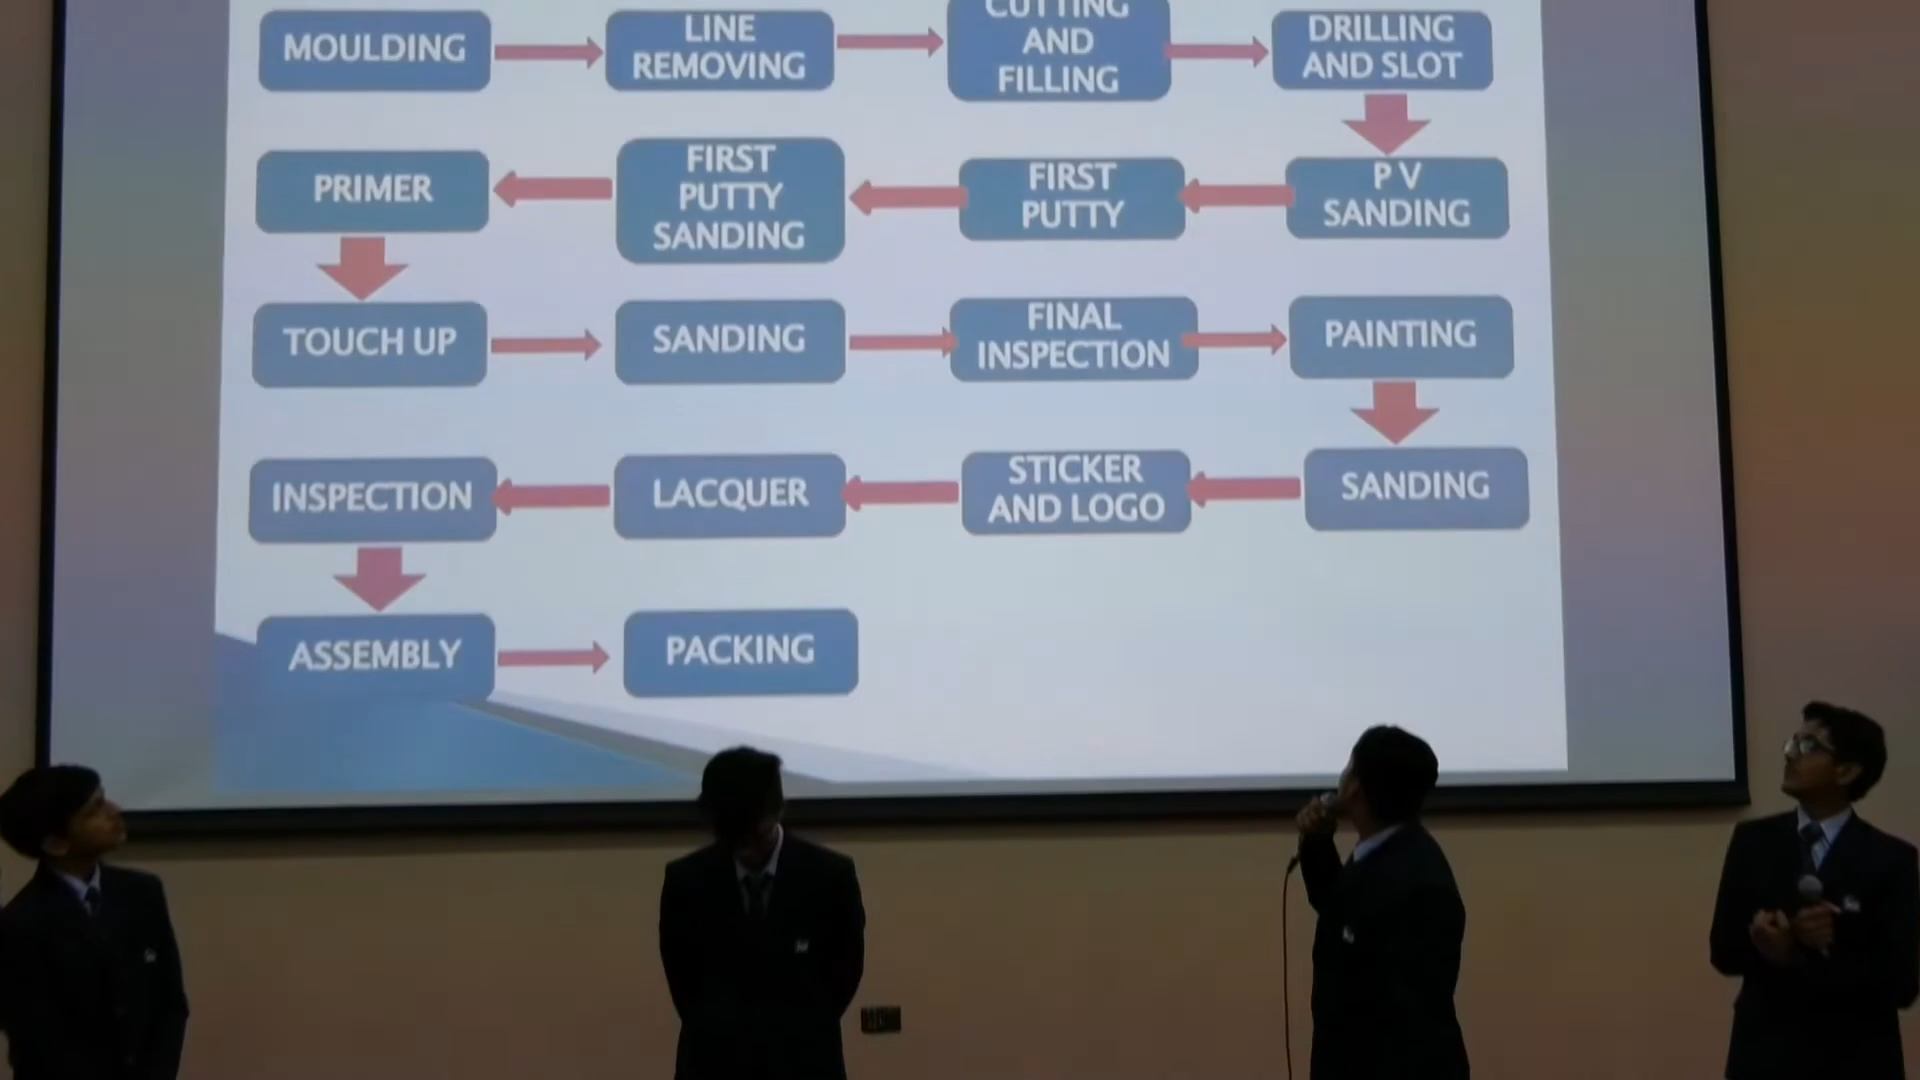 MOULDING
LINE
REMOVING
CUTTING
AND
FILLING
DRILLING
AND SLOT
P V
SANDING
FIRST
PUTTY
FIRST
PUTTY
SANDING
PRIMER
TOUCH UP
SANDING
FINAL
INSPECTION
PAINTING
SANDING
STICKER
AND LOGO
LACQUER
INSPECTION
ASSEMBLY
PACKING